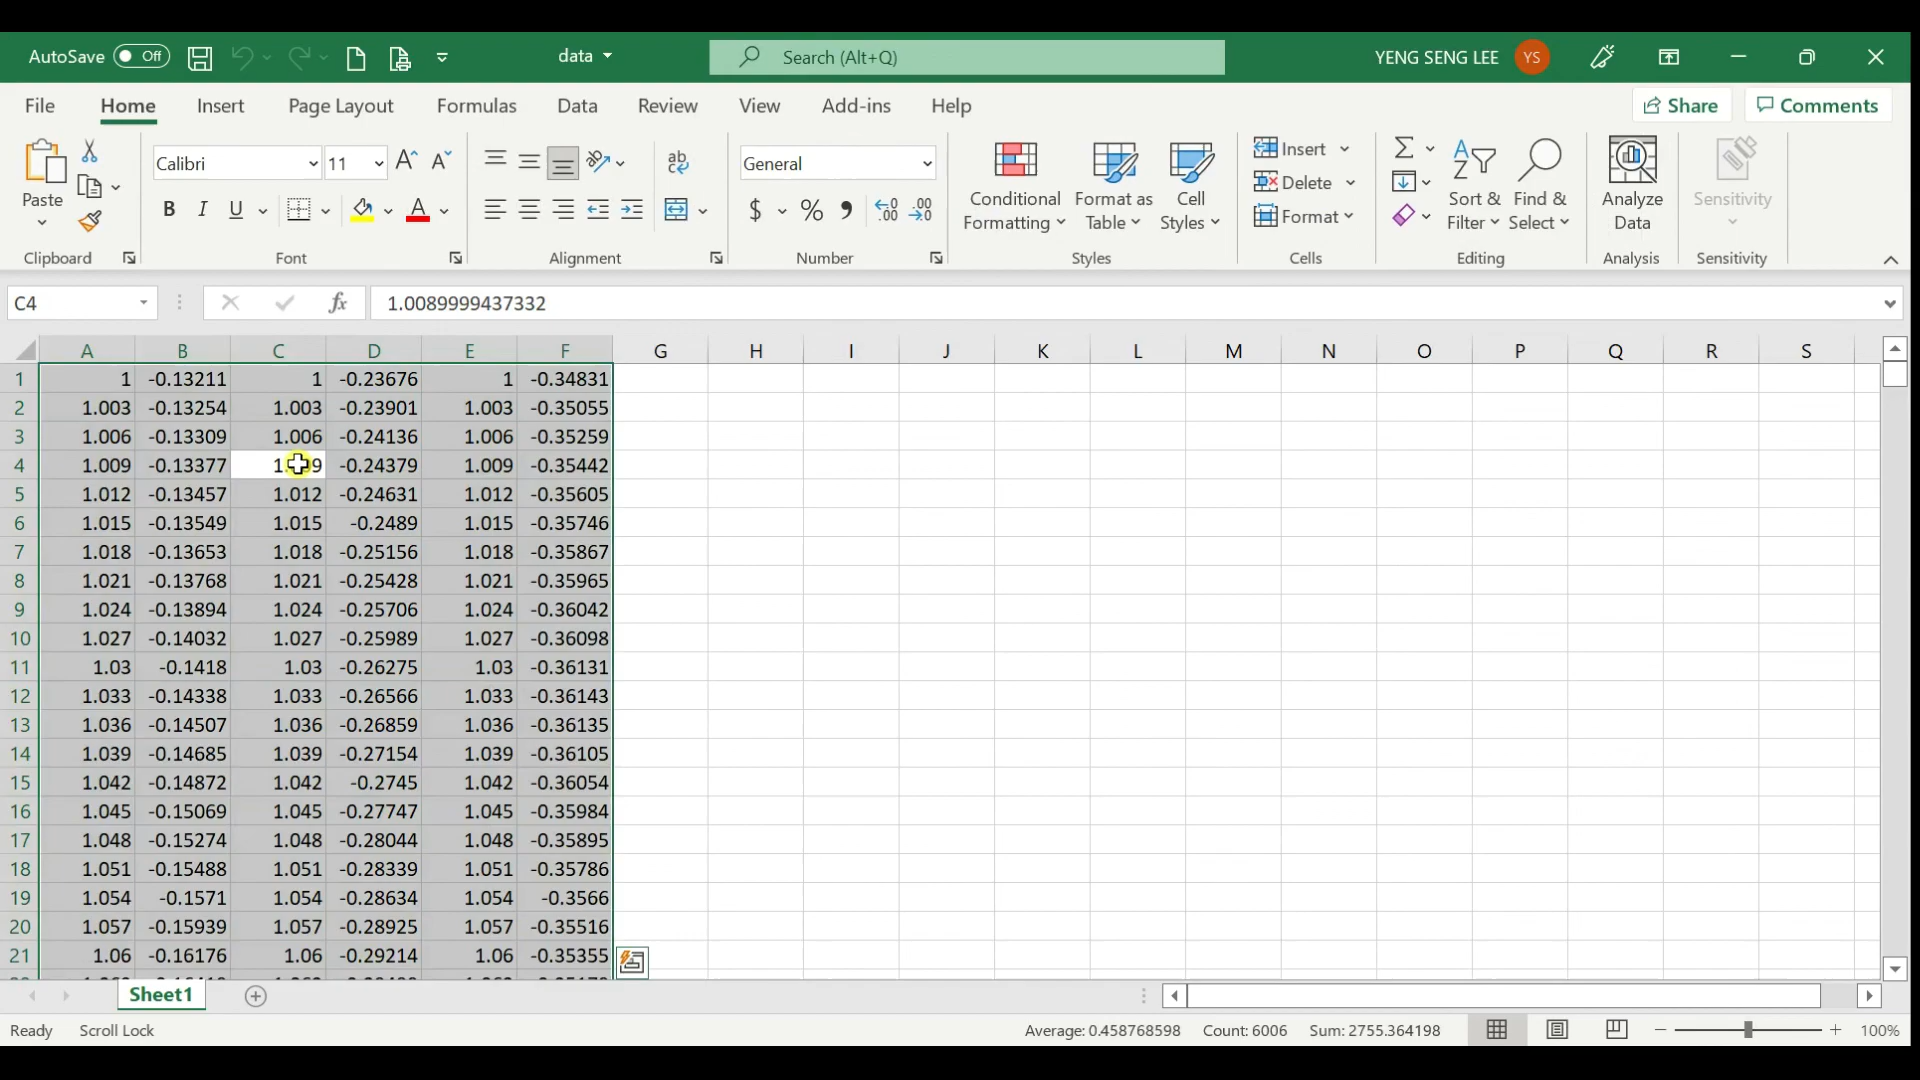 AutoSave Off data Search (Alt+Q) YENG SENG LEE YS
File Home Insert Page Layout Formulas Data Review View Add-ins Help Share Comments
Paste
Clipboard
Calibri 11
B I U A
Font
ab
Alignment
General
$ % , .00 .00
Number
Conditional Formatting
Format as Table
Cell Styles
Styles
Insert
Delete
Format
Cells
Sort & Filter
Find & Select
Editing
Analyze Data
Analysis
Sensitivity
Sensitivity
C4 fx 1.0089999437332
A B C D E F G H I J K L M N O P Q R S
1 1 -0.13211 1 -0.23676 1 -0.34831
2 1.003 -0.13254 1.003 -0.23901 1.003 -0.35055
3 1.006 -0.13309 1.006 -0.24136 1.006 -0.35259
4 1.009 -0.13377 -0.24379 1.009 -0.35442
5 1.012 -0.13457 1.012 -0.24631 1.012 -0.35605
6 1.015 -0.13549 1.015 -0.2489 1.015 -0.35746
7 1.018 -0.13653 1.018 -0.25156 1.018 -0.35867
8 1.021 -0.13768 1.021 -0.25428 1.021 -0.35965
9 1.024 -0.13894 1.024 -0.25706 1.024 -0.36042
10 1.027 -0.14032 1.027 -0.25989 1.027 -0.36098
11 1.03 -0.1418 1.03 -0.26275 1.03 -0.36131
12 1.033 -0.14338 1.033 -0.26566 1.033 -0.36143
13 1.036 -0.14507 1.036 -0.26859 1.036 -0.36135
14 1.039 -0.14685 1.039 -0.27154 1.039 -0.36105
15 1.042 -0.14872 1.042 -0.2745 1.042 -0.36054
16 1.045 -0.15069 1.045 -0.27747 1.045 -0.35984
17 1.048 -0.15274 1.048 -0.28044 1.048 -0.35895
18 1.051 -0.15488 1.051 -0.28339 1.051 -0.35786
19 1.054 -0.1571 1.054 -0.28634 1.054 -0.3566
20 1.057 -0.15939 1.057 -0.28925 1.057 -0.35516
21 1.06 -0.16176 1.06 -0.29214 1.06 -0.35355
Sheet1
Ready Scroll Lock Average: 0.458768598 Count: 6006 Sum: 2755.364198 100%